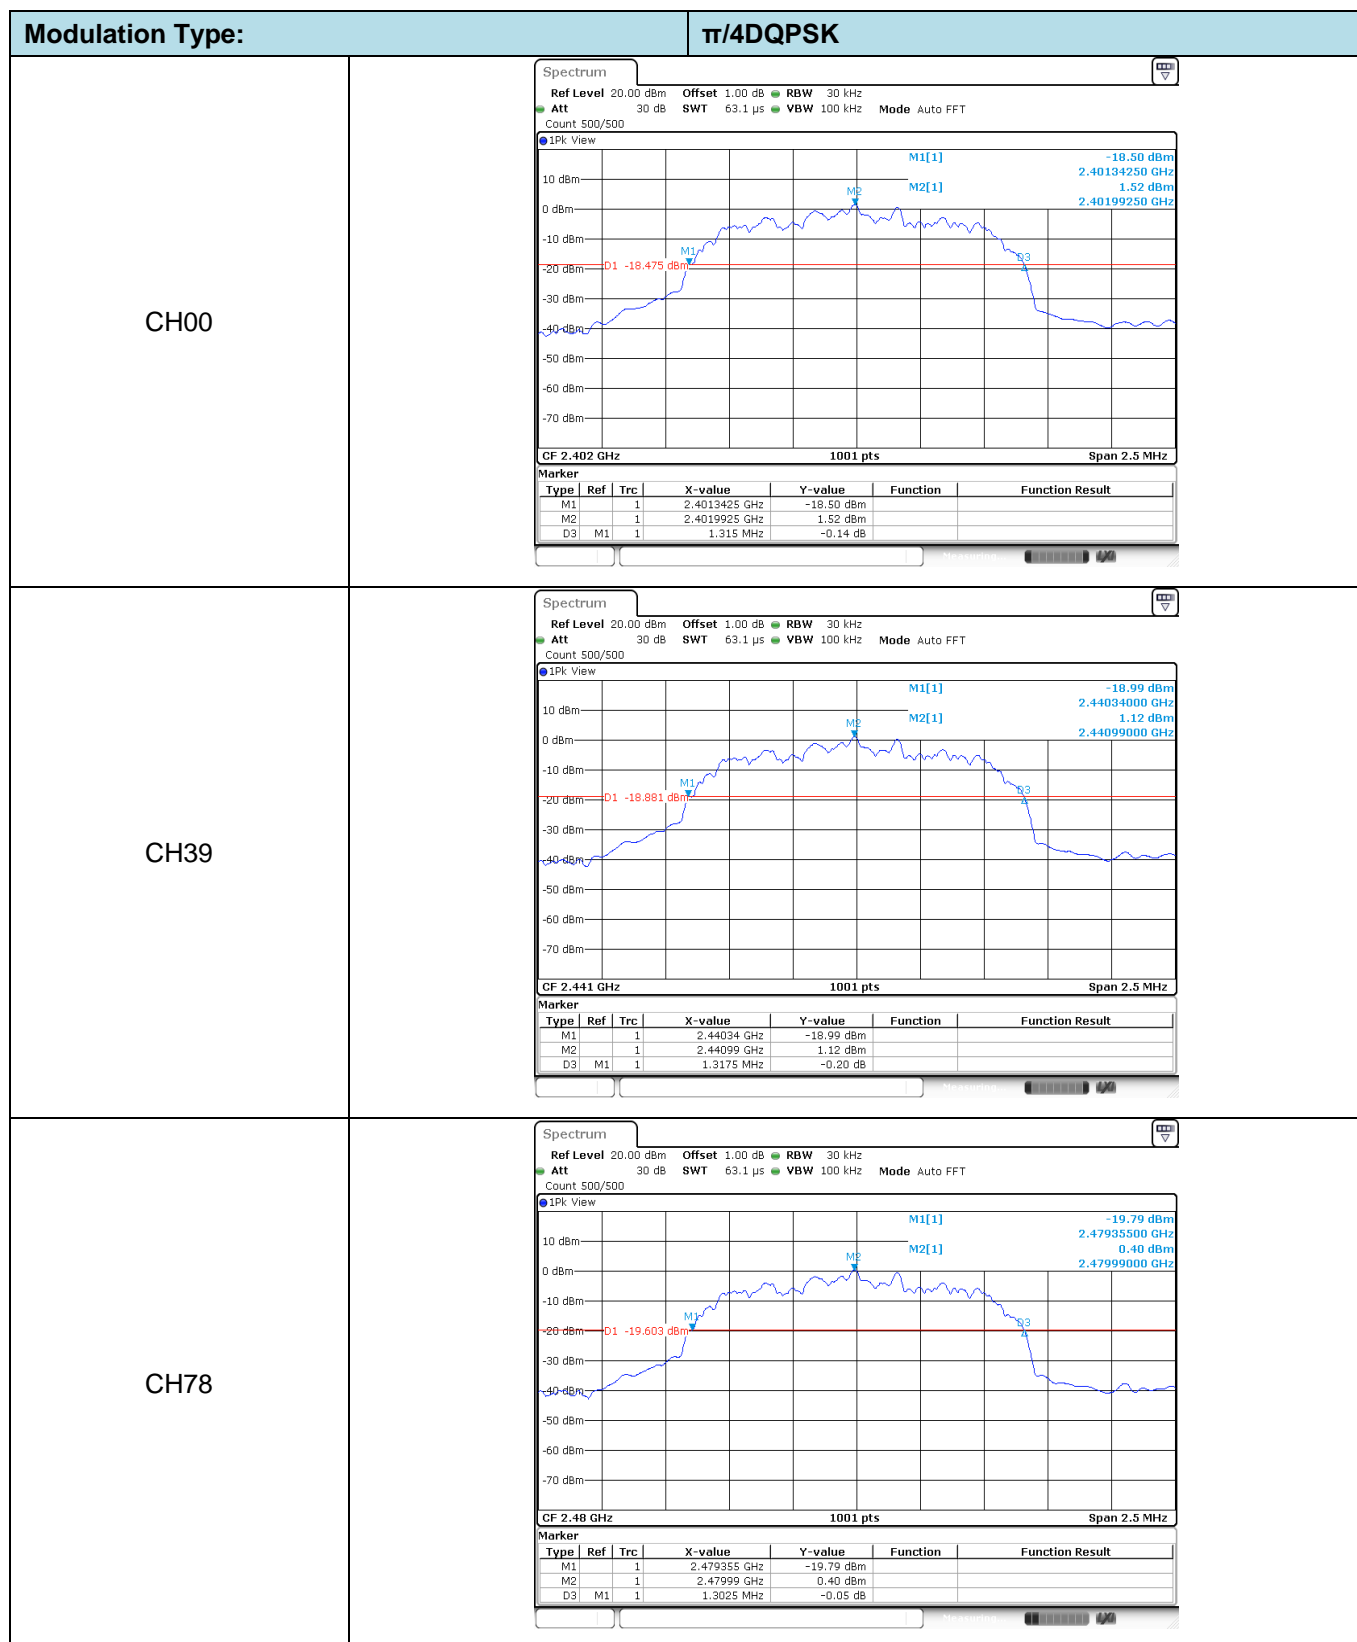 Modulation Type: π/4DQPSK
CH00
Spectrum
Ref Level 20.00 dBm Offset 1.00 dB RBW 30 kHz
Att 30 dB SWT 63.1 µs VBW 100 kHz Mode Auto FFT
Count 500/500
1Pk View
M1[1] -18.50 dBm
2.40134250 GHz
M2[1] 1.52 dBm
2.40199250 GHz
10 dBm
M2
0 dBm
-10 dBm
M1
D3
D1 -18.475 dBm
-20 dBm
-30 dBm
-40 dBm
-50 dBm
-60 dBm
-70 dBm
CF 2.402 GHz 1001 pts Span 2.5 MHz
Marker
Type Ref Trc X-value Y-value Function Function Result
M1 1 2.4013425 GHz -18.50 dBm
M2 1 2.4019925 GHz 1.52 dBm
D3 M1 1 1.315 MHz -0.14 dB
Measuring
CH39
Spectrum
Ref Level 20.00 dBm Offset 1.00 dB RBW 30 kHz
Att 30 dB SWT 63.1 µs VBW 100 kHz Mode Auto FFT
Count 500/500
1Pk View
M1[1] -18.99 dBm
2.44034000 GHz
M2[1] 1.12 dBm
2.44099000 GHz
10 dBm
M2
0 dBm
-10 dBm
M1
D3
D1 -18.881 dBm
-20 dBm
-30 dBm
-40 dBm
-50 dBm
-60 dBm
-70 dBm
CF 2.441 GHz 1001 pts Span 2.5 MHz
Marker
Type Ref Trc X-value Y-value Function Function Result
M1 1 2.44034 GHz -18.99 dBm
M2 1 2.44099 GHz 1.12 dBm
D3 M1 1 1.3175 MHz -0.20 dB
Measuring
CH78
Spectrum
Ref Level 20.00 dBm Offset 1.00 dB RBW 30 kHz
Att 30 dB SWT 63.1 µs VBW 100 kHz Mode Auto FFT
Count 500/500
1Pk View
M1[1] -19.79 dBm
2.47935500 GHz
M2[1] 0.40 dBm
2.47999000 GHz
10 dBm
M2
0 dBm
-10 dBm
M1
D3
D1 -19.603 dBm
-20 dBm
-30 dBm
-40 dBm
-50 dBm
-60 dBm
-70 dBm
CF 2.48 GHz 1001 pts Span 2.5 MHz
Marker
Type Ref Trc X-value Y-value Function Function Result
M1 1 2.479355 GHz -19.79 dBm
M2 1 2.47999 GHz 0.40 dBm
D3 M1 1 1.3025 MHz -0.05 dB
Measuring